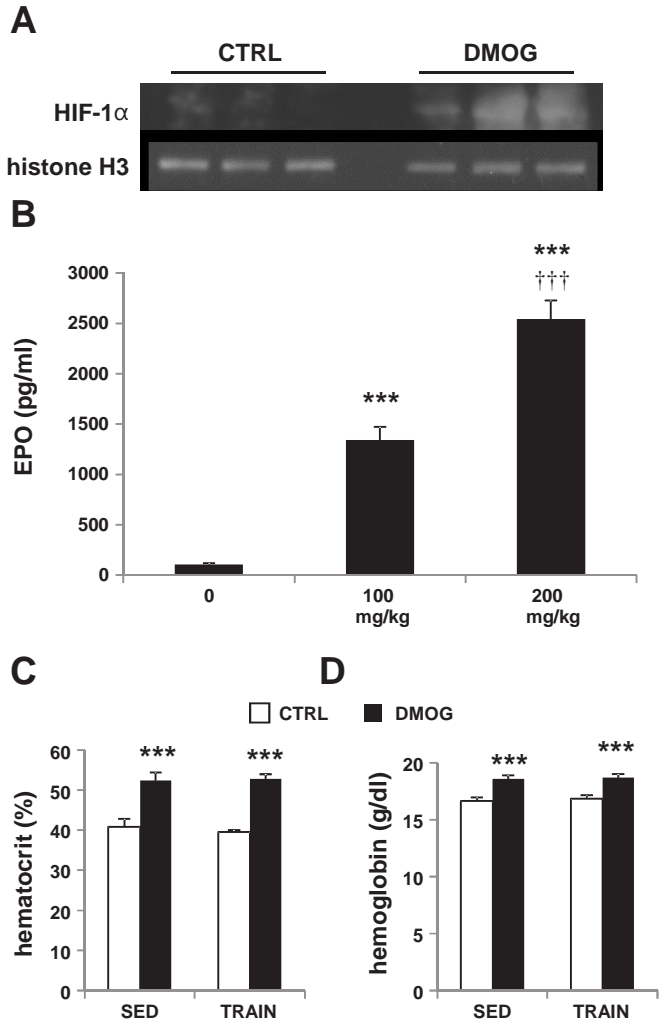 A
CTRL DMOG
HIF-1α
histone H3
B
***
†††
***
3000
2500
2000
1500
1000
500
0
EPO (pg/ml)
0 100 200
mg/kg mg/kg
C D
CTRL DMOG
*** ***
60
50
40
30
20
10
0
hematocrit (%)
SED TRAIN
*** ***
20
15
10
5
0
hemoglobin (g/dl)
SED TRAIN